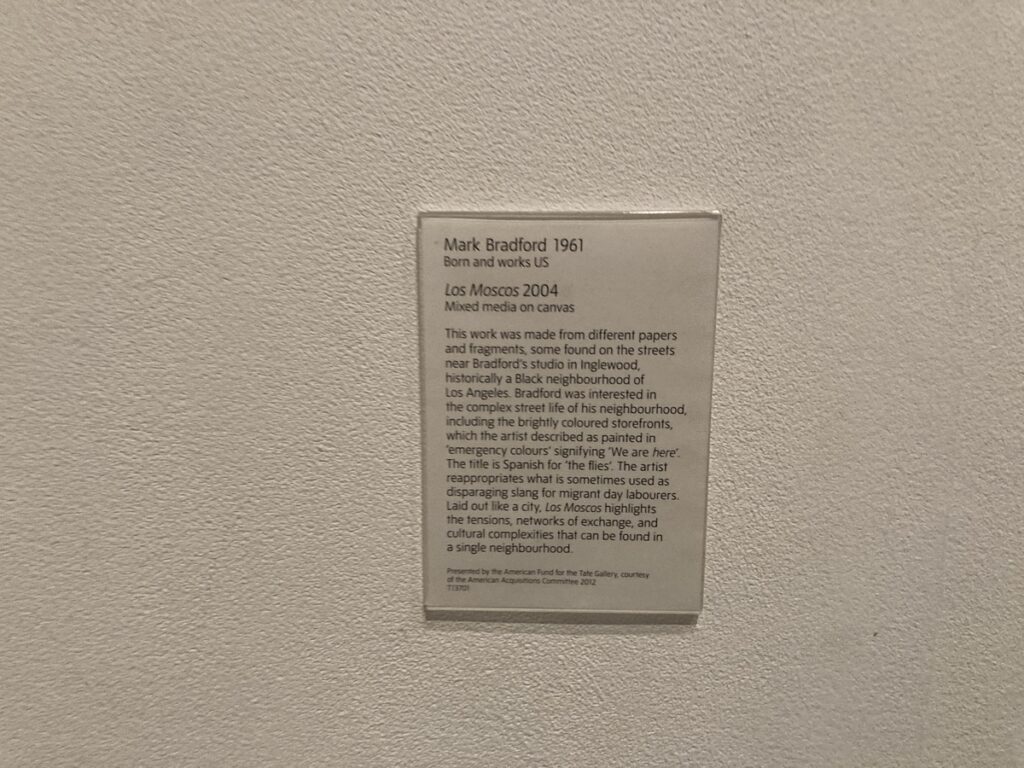 Mark Bradford 1961
Born and works US
Los Moscos 2004
Mixed media on canvas
This work was made from different papers
and fragments, some found on the streets
near Bradford's studio in Inglewood,
historically a Black neighbourhood of
Los Angeles. Bradford was interested in
the complex street life of his neighbourhood,
including the brightly coloured storefronts,
which the artist described as painted in
'emergency colours' signifying 'We are here'.
The title is Spanish for 'the flies'. The artist
reappropriates what is sometimes used as
disparaging slang for migrant day labourers.
Laid out like a city, Los Moscos highlights
the tensions, networks of exchange, and
cultural complexities that can be found in
a single neighbourhood.
Presented by the American Fund for the Tate Gallery, courtesy
of the American Acquisitions Committee 2012
T13701